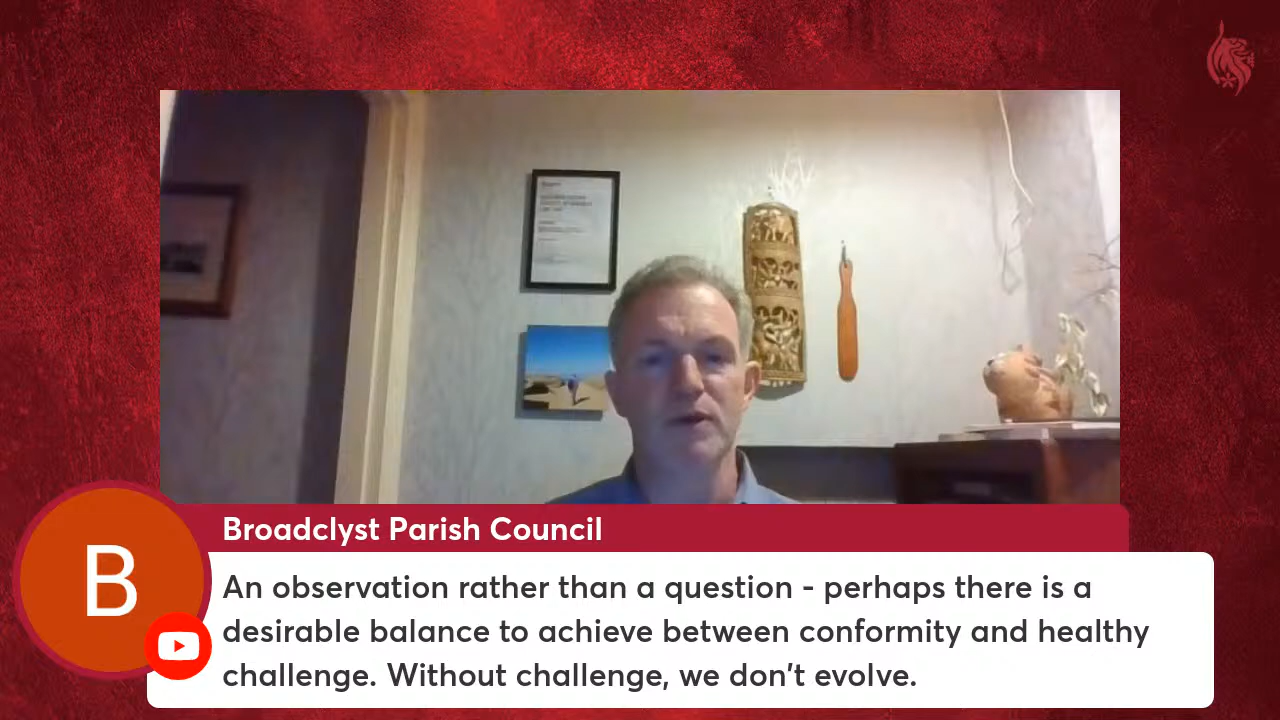 Broadclyst Parish Council
B
An observation rather than a question - perhaps there is a
desirable balance to achieve between conformity and healthy
challenge. Without challenge, we don't evolve.